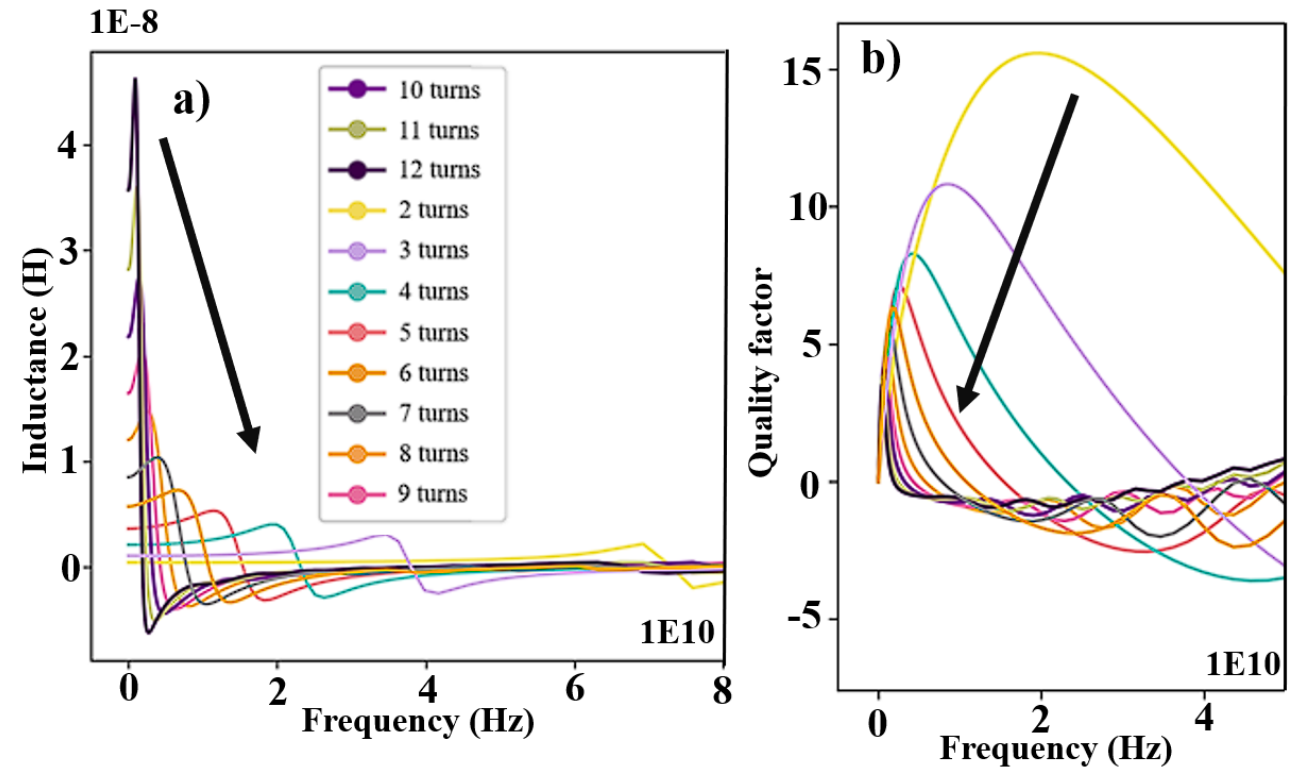 1E-8
a)
10 turns
11 turns
12 turns
2 turns
3 turns
4 turns
5 turns
6 turns
7 turns
8 turns
9 turns
4
3
2
1
0
Inductance (H)
1E10
0 2 4 6 8
Frequency (Hz)
b)
15
10
5
0
-5
Quality factor
1E10
0 2 4
Frequency (Hz)